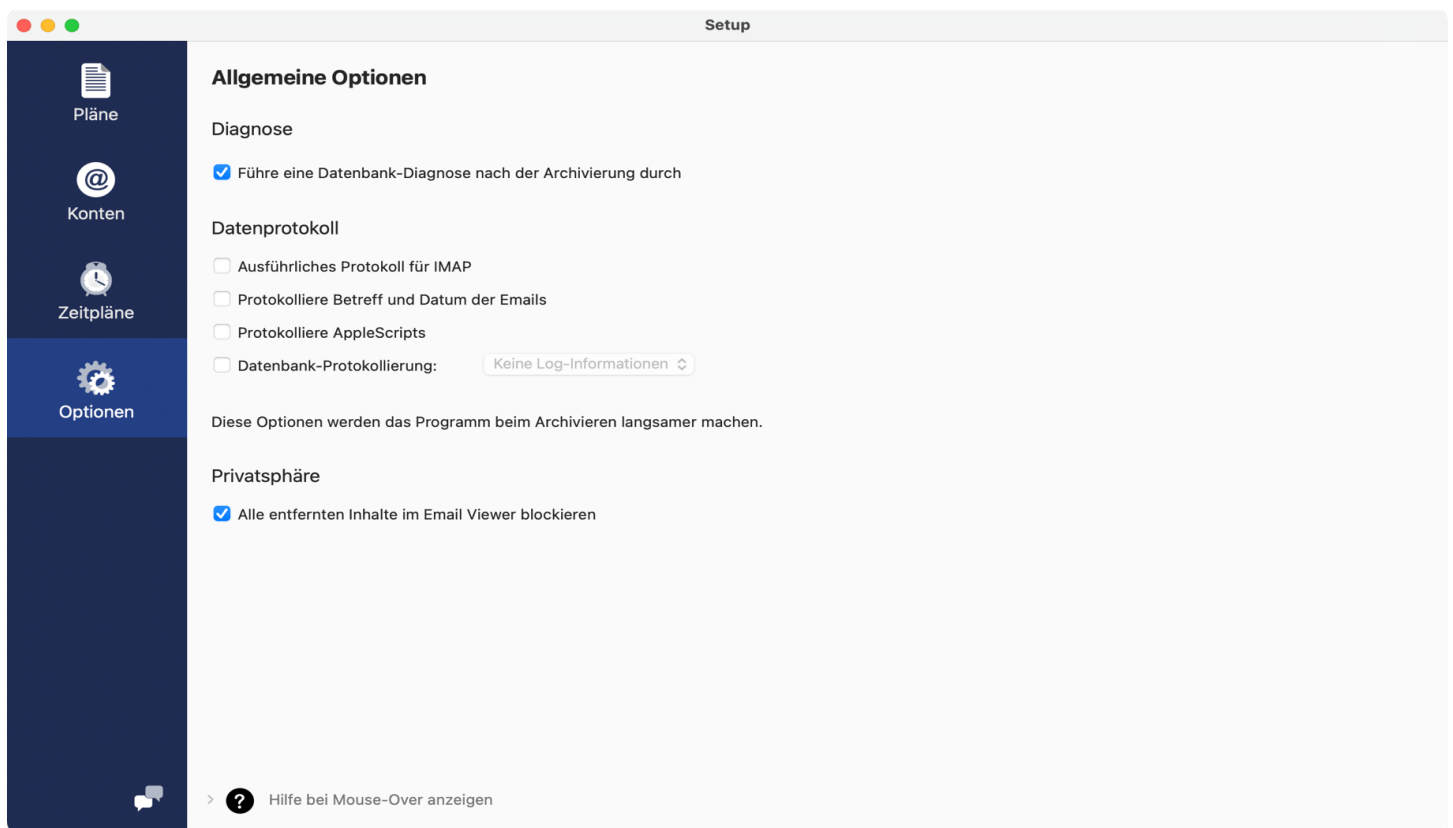 Setup
Pläne
@
Konten
Zeitpläne
Optionen
Allgemeine Optionen
Diagnose
Führe eine Datenbank-Diagnose nach der Archivierung durch
Datenprotokoll
Ausführliches Protokoll für IMAP
Protokolliere Betreff und Datum der Emails
Protokolliere AppleScripts
Datenbank-Protokollierung: Keine Log-Informationen
Diese Optionen werden das Programm beim Archivieren langsamer machen.
Privatsphäre
Alle entfernten Inhalte im Email Viewer blockieren
> ? Hilfe bei Mouse-Over anzeigen